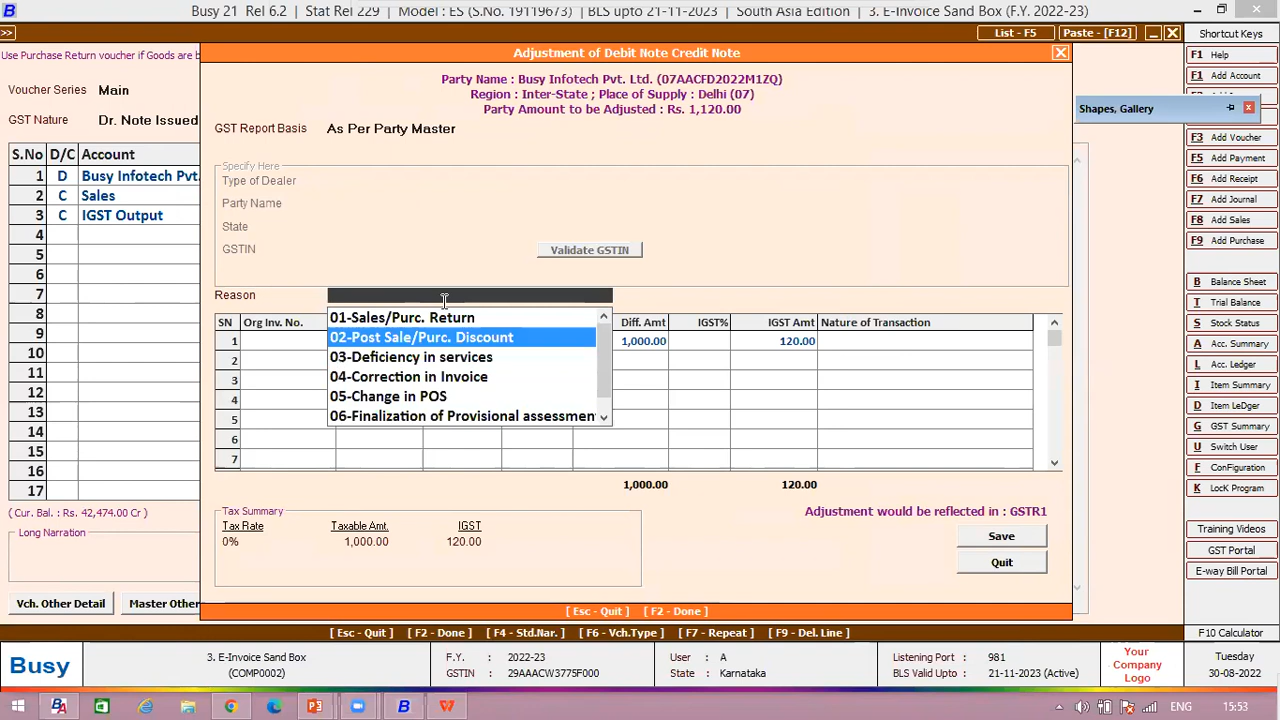 Busy 21 Rel 6.2 | Stat Rel 229 | Model : ES (S.No. 19119673) | BLS upto 21-11-2023 | South Asia Edition | 3. E-Invoice Sand Box (F.Y. 2022-23)
>>
List - F5
Paste - [F12]
Shortcut Keys
Use Purchase Return voucher if Goods are b
Adjustment of Debit Note Credit Note
F1 Help
Voucher Series Main
Party Name : Busy Infotech Pvt. Ltd. (07AACFD2022M1ZQ)
F1 Add Account
Region : Inter-State ; Place of Supply : Delhi (07)
Party Amount to be Adjusted : Rs. 1,120.00
Shapes, Gallery
GST Nature Dr. Note Issued
GST Report Basis As Per Party Master
F3 Add Voucher
S.No D/C Account
F5 Add Payment
Specify Here
1 D Busy Infotech Pvt.
Type of Dealer
F6 Add Receipt
2 C Sales
Party Name
F7 Add Journal
3 C IGST Output
State
F8 Add Sales
4
F9 Add Purchase
5
GSTIN Validate GSTIN
6
B Balance Sheet
7
Reason
T Trial Balance
8
01-Sales/Purc. Return
S Stock Status
SN Org Inv. No. Diff. Amt IGST% IGST Amt Nature of Transaction
9
02-Post Sale/Purc. Discount
A Acc. Summary
1 1,000.00 120.00
10
03-Deficiency in services
L Acc. Ledger
2
11
04-Correction in Invoice
I Item Summary
3
12
05-Change in POS
D Item LeDger
4
13
06-Finalization of Provisional assessmen
G GST Summary
5
14
U Switch User
6
15
F ConFiguration
7
16
K LocK Program
1,000.00 120.00
17
( Cur. Bal. : Rs. 42,474.00 Cr )
Adjustment would be reflected in : GSTR1
Long Narration
Tax Summary
Tax Rate Taxable Amt. IGST
0% 1,000.00 120.00
Save
Quit
Training Videos
GST Portal
E-way Bill Portal
Vch. Other Detail
Master Other
[ Esc - Quit ] [ F2 - Done ]
[ Esc - Quit ] [ F2 - Done ] [ F4 - Std.Nar. ] [ F6 - Vch.Type ] [ F7 - Repeat ] [ F9 - Del. Line ]
F10 Calculator
Busy
3. E-Invoice Sand Box
(COMP0002)
F.Y. : 2022-23
GSTIN : 29AAACW3775F000
User : A
State : Karnataka
Listening Port : 981
BLS Valid Upto : 21-11-2023 (Active)
Your
Company
Logo
Tuesday
30-08-2022
ENG 15:53